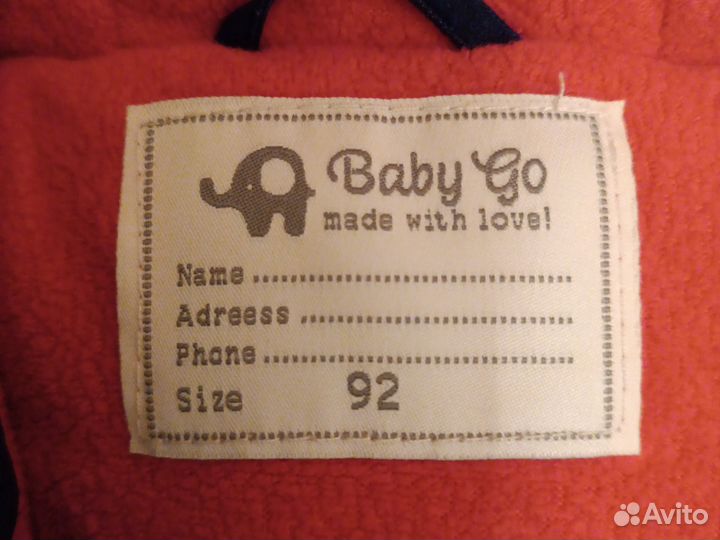 Baby Go
made with love!
Name
Adreess
Phone
Size 92
Avito